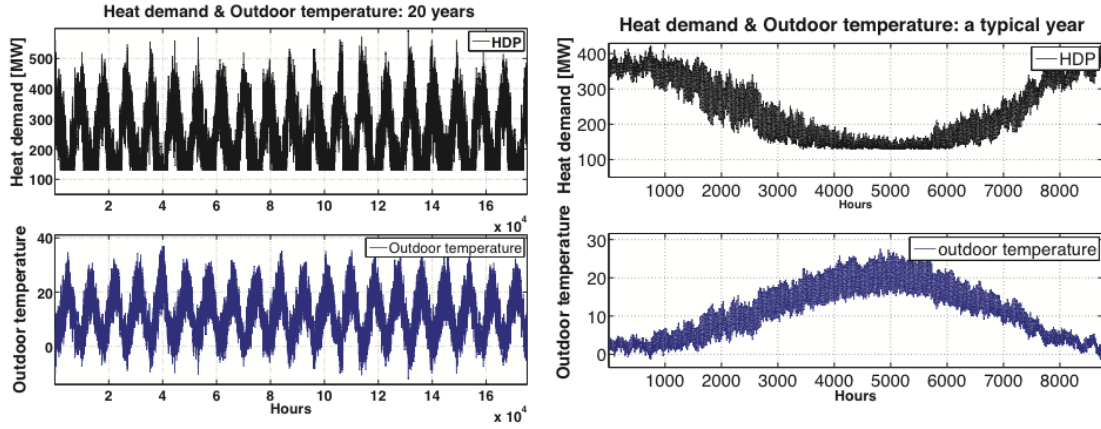 Heat demand & Outdoor temperature: 20 years
Heat demand [MW]
500
400
300
200
100
HDP
2 4 6 8 10 12 14 16
x 10^4
Outdoor temperature
40
20
0
Outdoor temperature
2 4 6 8 10 12 14 16
Hours
x 10^4
Heat demand & Outdoor temperature: a typical year
Heat demand [MW]
400
300
200
100
HDP
1000 2000 3000 4000 5000 6000 7000 8000
Hours
Outdoor temperature
30
20
10
0
outdoor temperature
1000 2000 3000 4000 5000 6000 7000 8000
Hours